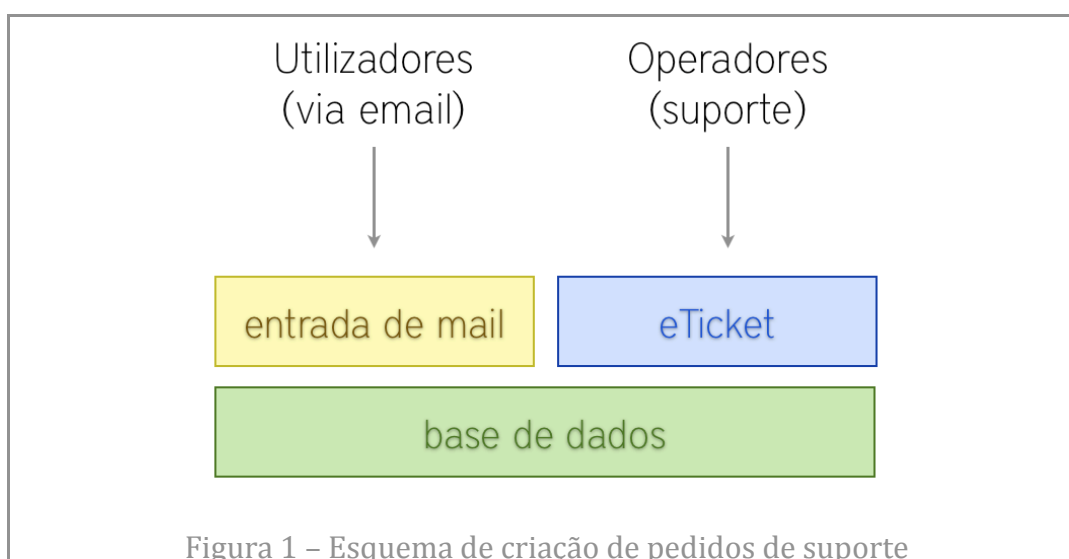 Utilizadores
(via email)
Operadores
(suporte)
entrada de mail
eTicket
base de dados
Figura 1 – Esquema de criação de pedidos de suporte